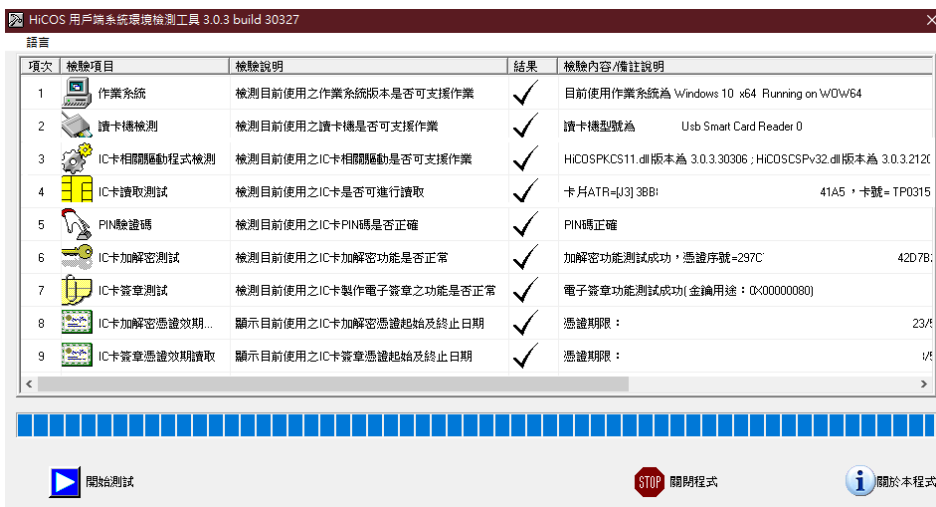 HiCOS 用戶端系統環境檢測工具 3.0.3 build 30327
語言
項次 檢驗項目 檢驗說明 結果 檢驗內容/備註說明
1 作業系統 檢測目前使用之作業系統版本是否可支援作業 目前使用作業系統為 Windows 10 x64 Running on WOW64
2 讀卡機檢測 檢測目前使用之讀卡機是否可支援作業 讀卡機型號為 Usb Smart Card Reader 0
3 IC卡相關驅動程式檢測 檢測目前使用之IC卡相關驅動是否可支援作業 HiCOSPKCS11.dll版本為 3.0.3.30306 ; HiCOSCSPv32.dll版本為 3.0.3.2120
4 IC卡讀取測試 檢測目前使用之IC卡是否可進行讀取 卡片ATR=[J3] 3BB 41A5 ，卡號= TP0315
5 PIN驗證碼 檢測目前使用之IC卡PIN碼是否正確 PIN碼正確
6 IC卡加解密測試 檢測目前使用之IC卡加解密功能是否正常 加解密功能測試成功，憑證序號=297C 42D7B
7 IC卡簽章測試 檢測目前使用之IC卡製作電子簽章之功能是否正常 電子簽章功能測試成功(金鑰用途：0X00000080)
8 IC卡加解密憑證效期... 顯示目前使用之IC卡加解密憑證起始及終止日期 憑證期限： 23/5
9 IC卡簽章憑證效期讀取 顯示目前使用之IC卡簽章憑證起始及終止日期 憑證期限： /5
開始測試 STOP 關閉程式 關於本程式